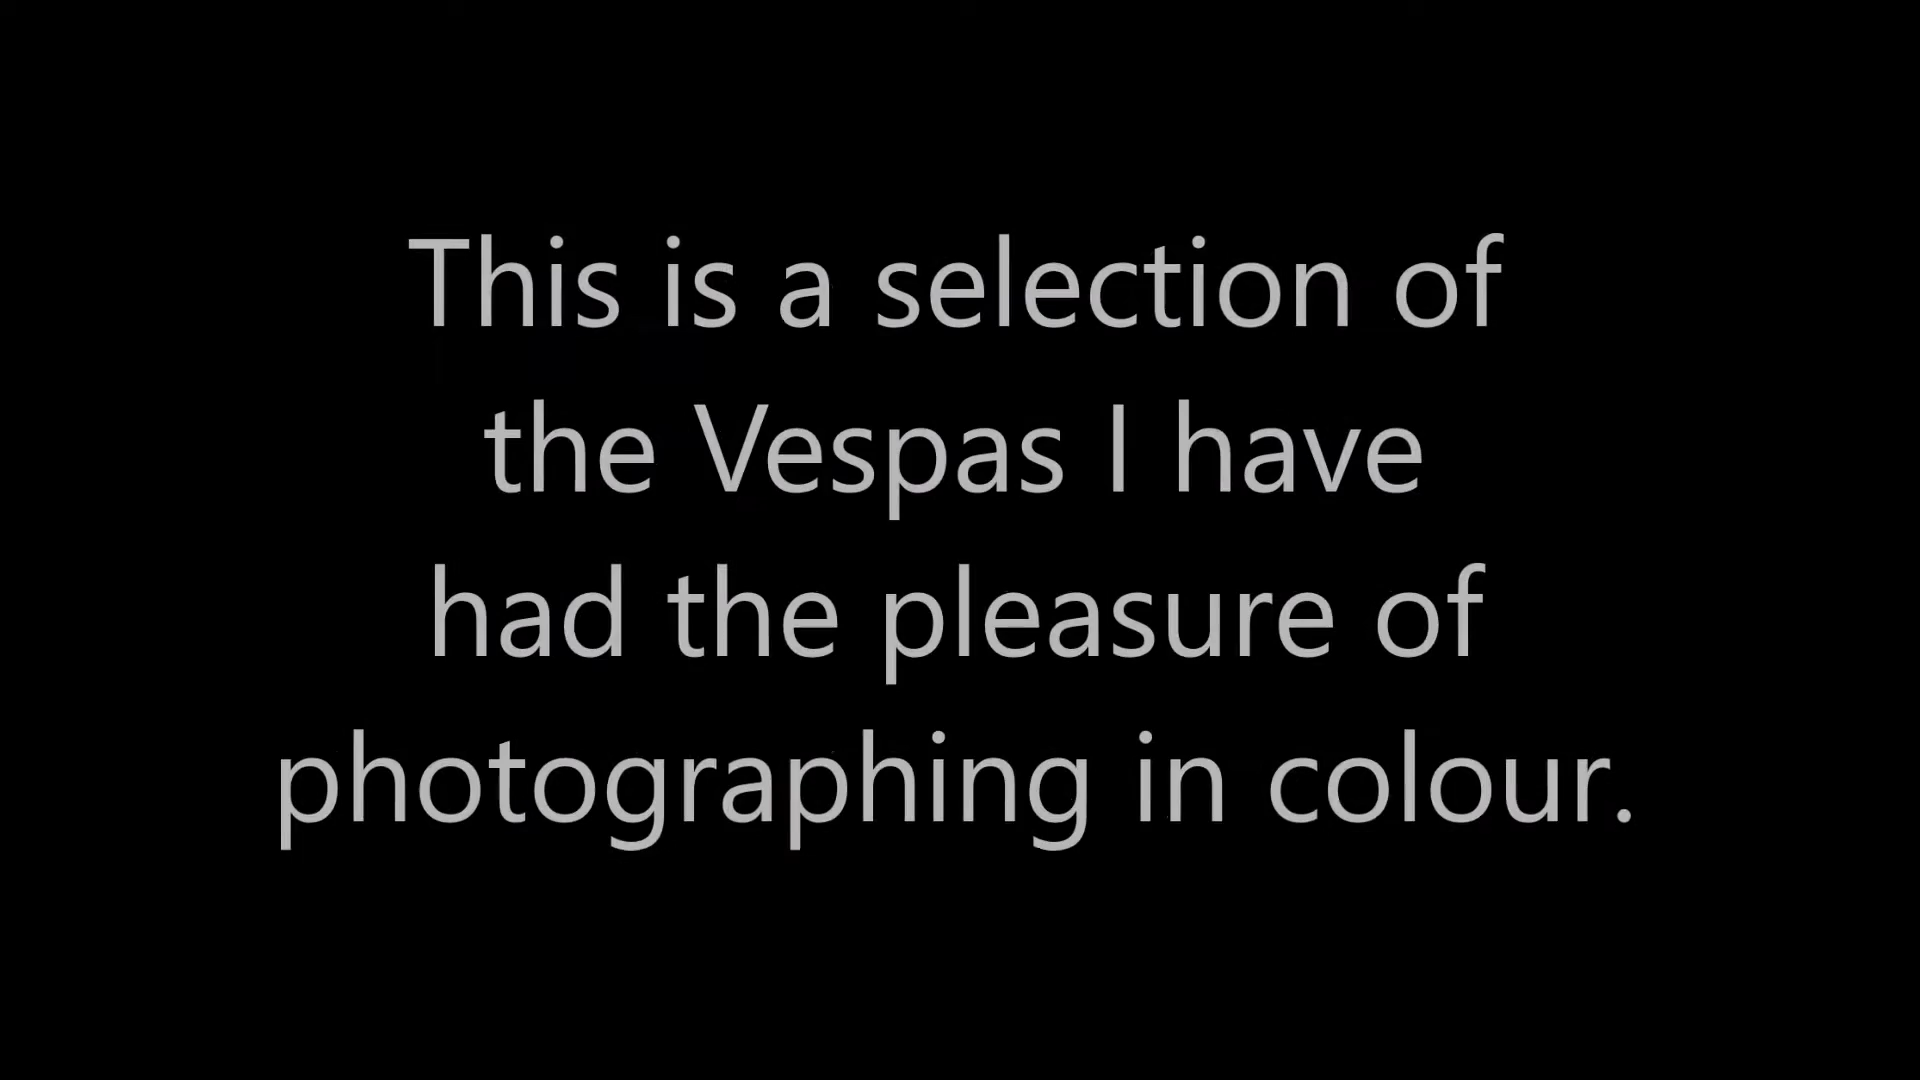 This is a selection of
the Vespas I have
had the pleasure of
photographing in colour.